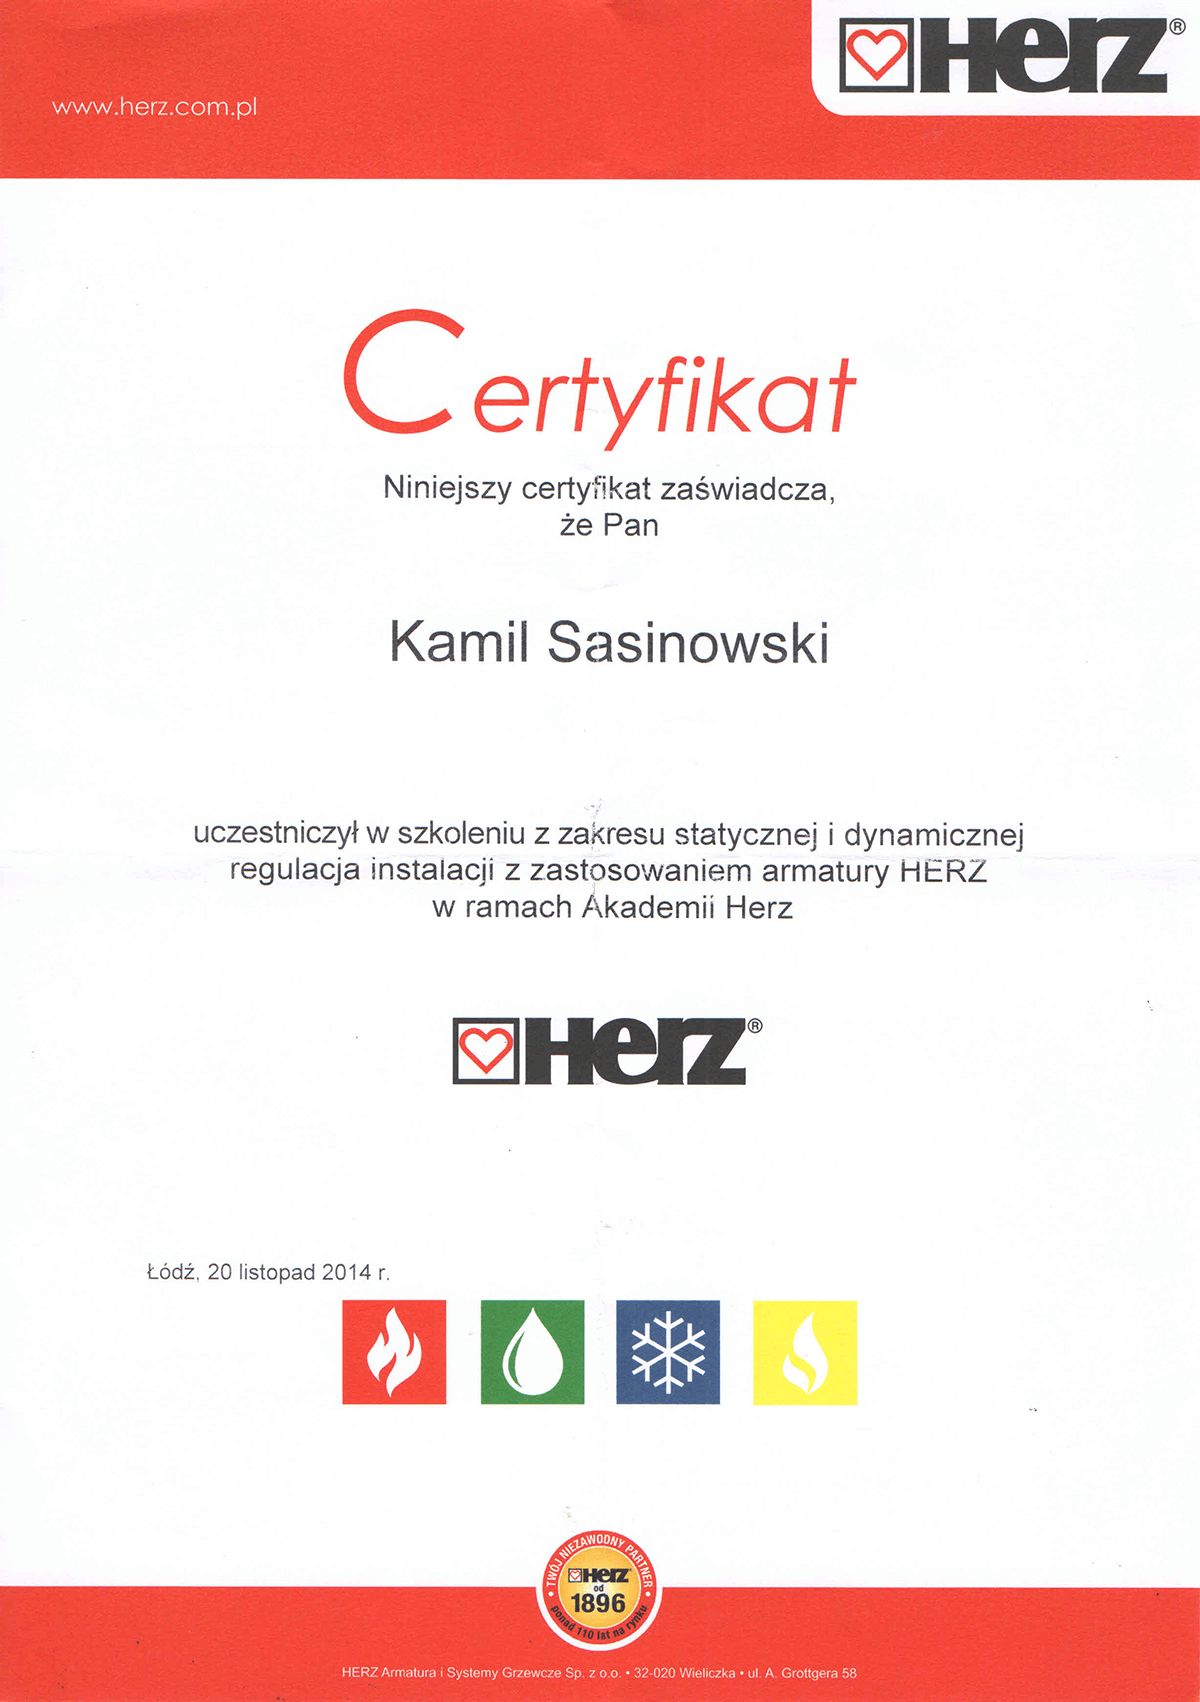 www.herz.com.pl
Herz®
Certyfikat
Niniejszy certyfikat zaświadcza,
że Pan
Kamil Sasinowski
uczestniczył w szkoleniu z zakresu statycznej i dynamicznej
regulacja instalacji z zastosowaniem armatury HERZ
w ramach Akademii Herz
Herz®
Łódź, 20 listopad 2014 r.
TWÓJ NIEZAWODNY PARTNER
Herz
od
1896
ponad 110 lat na rynku
HERZ Armatura i Systemy Grzewcze Sp. z o.o. • 32-020 Wieliczka • ul. A. Grottgera 58